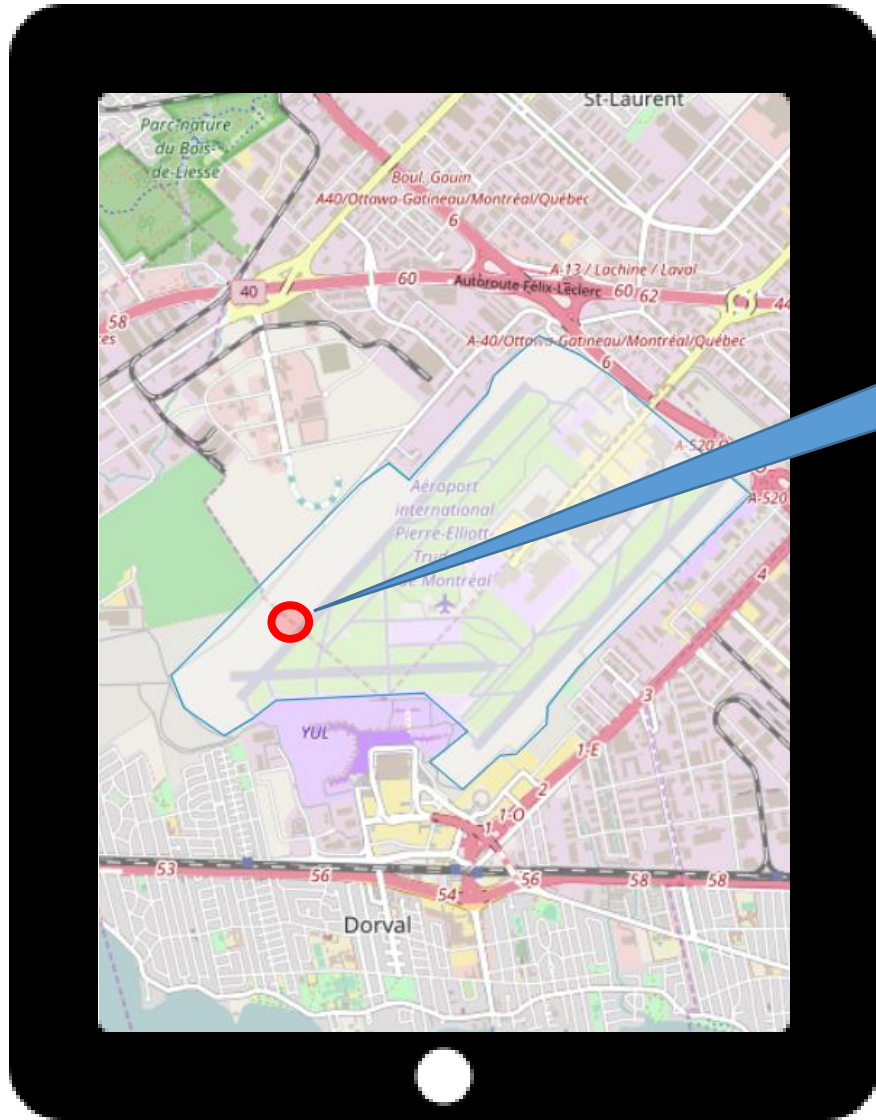 St-Laurent
Parc-nature
du Bois-
de-Liesse
Boul. Gouin
A40/Ottawa-Gatineau/Montréal/Québec
6
A-13 / Lachine / Laval
60
Autoroute Félix-Leclerc
60
62
44
40
58
A-40/Ottawa-Gatineau/Montréal/Québec
6
A-520
A-520
Aéroport
international
Pierre-Elliott-
de Montréal
4
3
YUL
1-E
2
1-O
1
53
56
54
56
58
58
Dorval